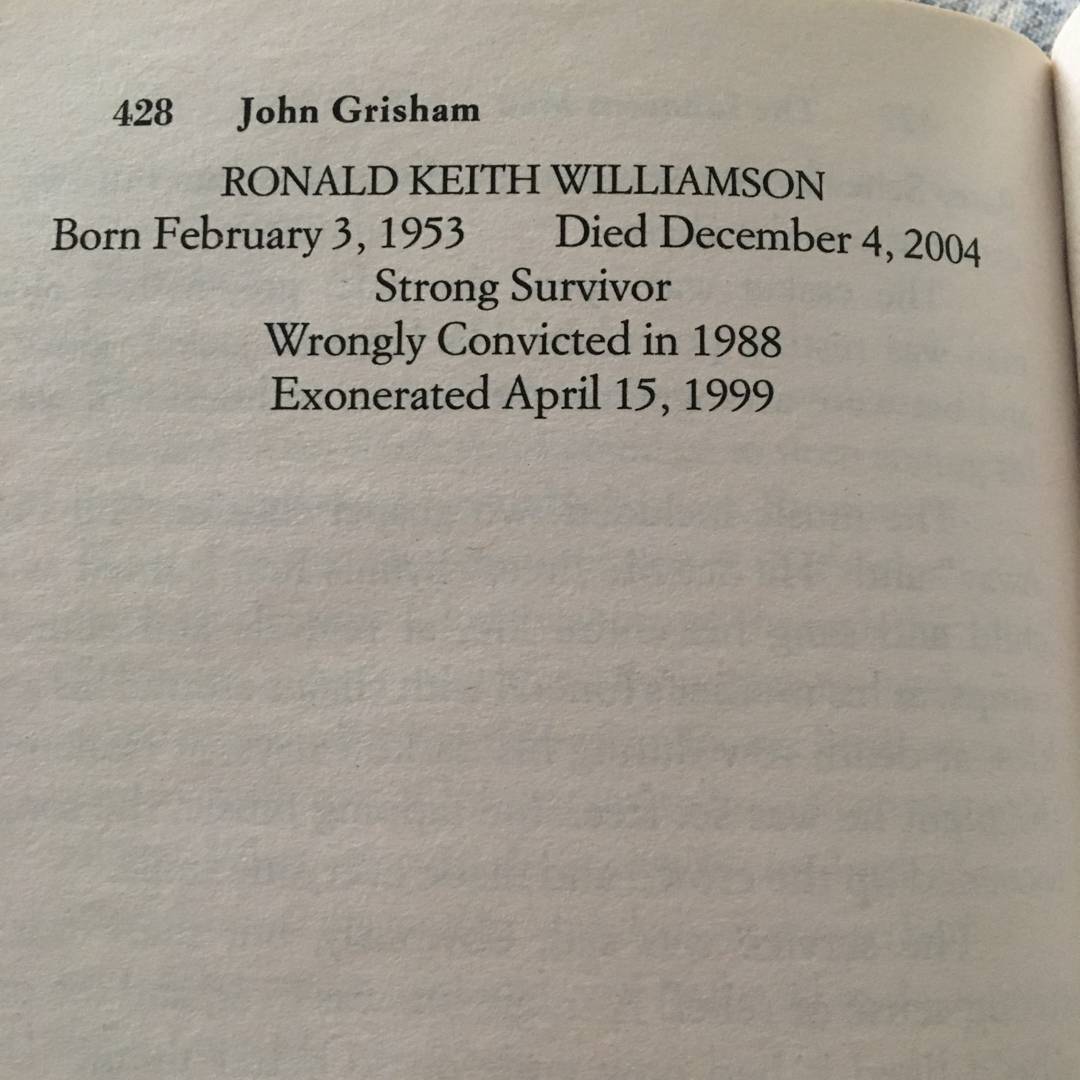 428 John Grisham
RONALD KEITH WILLIAMSON
Born February 3, 1953 Died December 4, 2004
Strong Survivor
Wrongly Convicted in 1988
Exonerated April 15, 1999